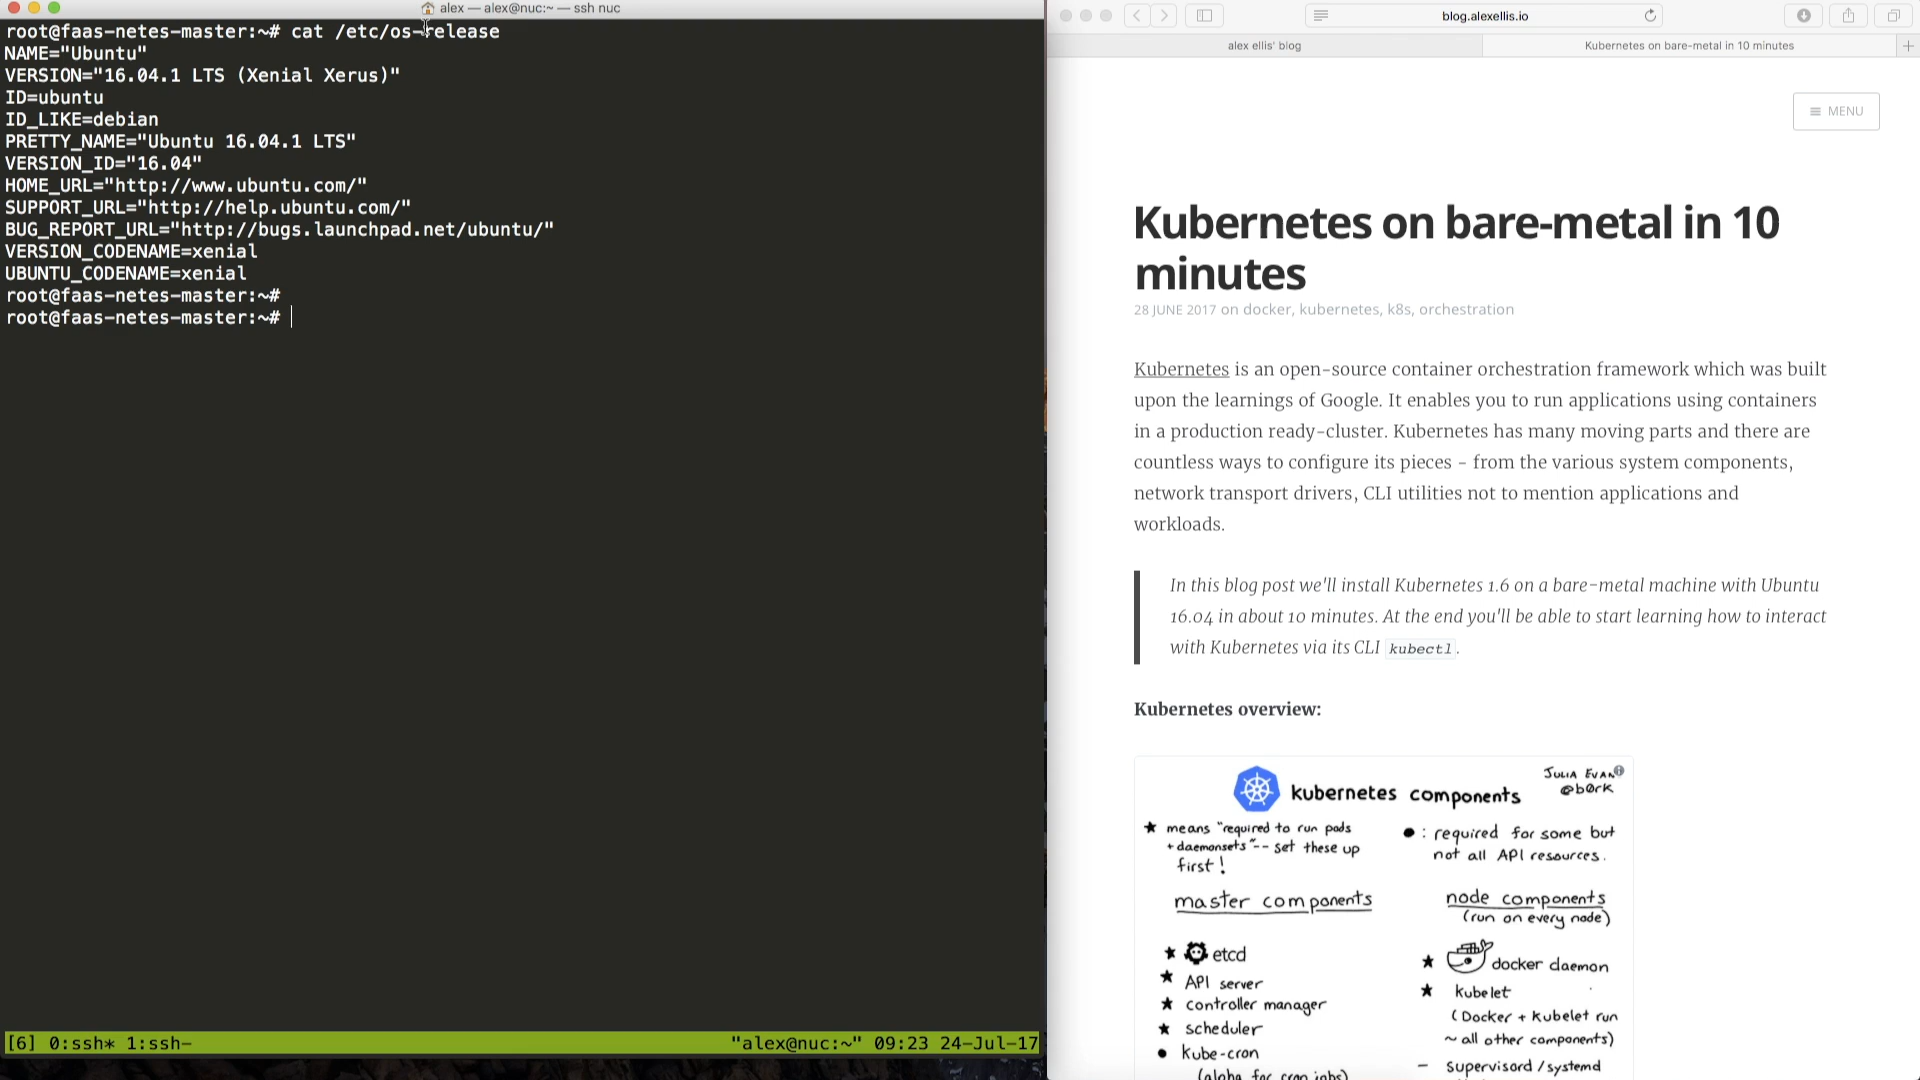 alex — alex@nuc:~ — ssh nuc
root@faas-netes-master:~# cat /etc/os-release
NAME="Ubuntu"
VERSION="16.04.1 LTS (Xenial Xerus)"
ID=ubuntu
ID_LIKE=debian
PRETTY_NAME="Ubuntu 16.04.1 LTS"
VERSION_ID="16.04"
HOME_URL="http://www.ubuntu.com/"
SUPPORT_URL="http://help.ubuntu.com/"
BUG_REPORT_URL="http://bugs.launchpad.net/ubuntu/"
VERSION_CODENAME=xenial
UBUNTU_CODENAME=xenial
root@faas-netes-master:~#
root@faas-netes-master:~#
[6] 0:ssh* 1:ssh- "alex@nuc:~" 09:23 24-Jul-17
blog.alexellis.io
alex ellis' blog
Kubernetes on bare-metal in 10 minutes
MENU
Kubernetes on bare-metal in 10
minutes
28 JUNE 2017 on docker, kubernetes, k8s, orchestration
Kubernetes is an open-source container orchestration framework which was built
upon the learnings of Google. It enables you to run applications using containers
in a production ready-cluster. Kubernetes has many moving parts and there are
countless ways to configure its pieces - from the various system components,
network transport drivers, CLI utilities not to mention applications and
workloads.
In this blog post we'll install Kubernetes 1.6 on a bare-metal machine with Ubuntu
16.04 in about 10 minutes. At the end you'll be able to start learning how to interact
with Kubernetes via its CLI kubectl.
Kubernetes overview:
JULIA EVAN
@b0rk
kubernetes components
★ means "required to run pods
+ daemonsets" -- set these up
first!
● : required for some but
not all API resources.
master components
★ etcd
★ API server
★ controller manager
★ scheduler
● kube-cron
(alpha for cron jobs)
node components
(run on every node)
★ docker daemon
★ kubelet
(Docker + kubelet run
~ all other components)
- supervisord / systemd